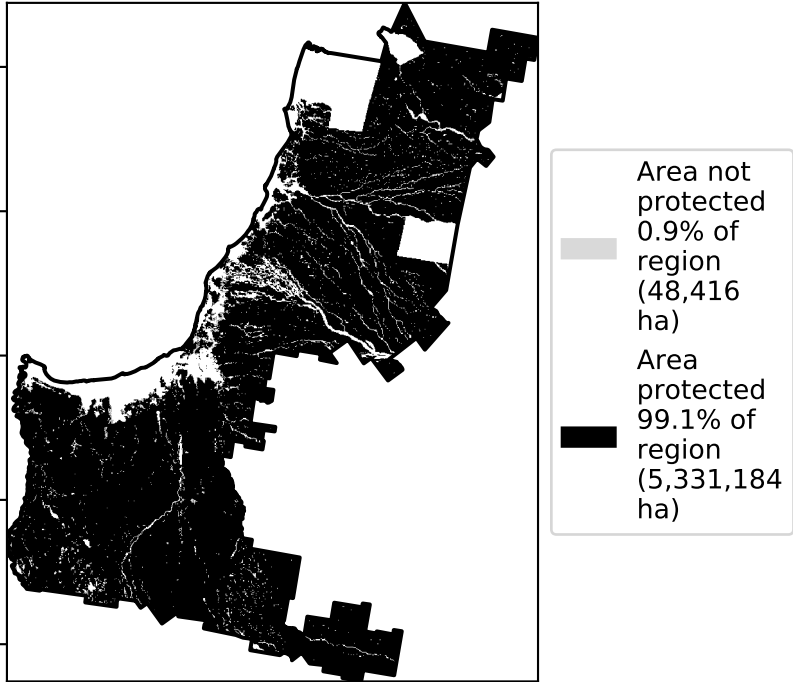 Area not
protected
0.9% of
region
(48,416
ha)
Area
protected
99.1% of
region
(5,331,184
ha)